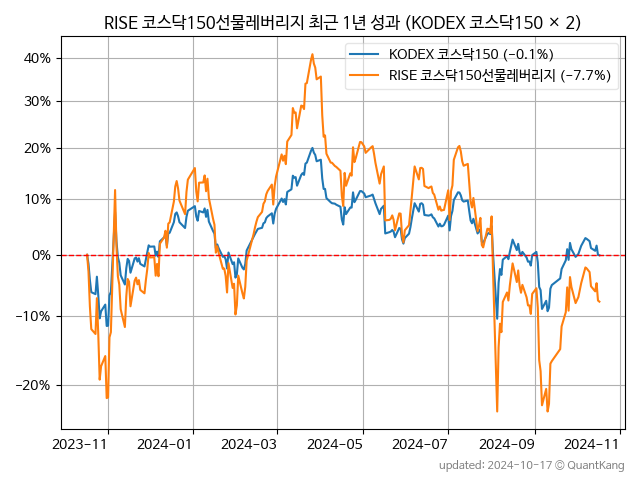 RISE 코스닥150선물레버리지 최근 1년 성과 (KODEX 코스닥150 × 2)
KODEX 코스닥150 (−0.1%)
RISE 코스닥150선물레버리지 (−7.7%)
40%
30%
20%
10%
0%
−10%
−20%
2023-11 2024-01 2024-03 2024-05 2024-07 2024-09 2024-11
updated: 2024-10-17 © QuantKang